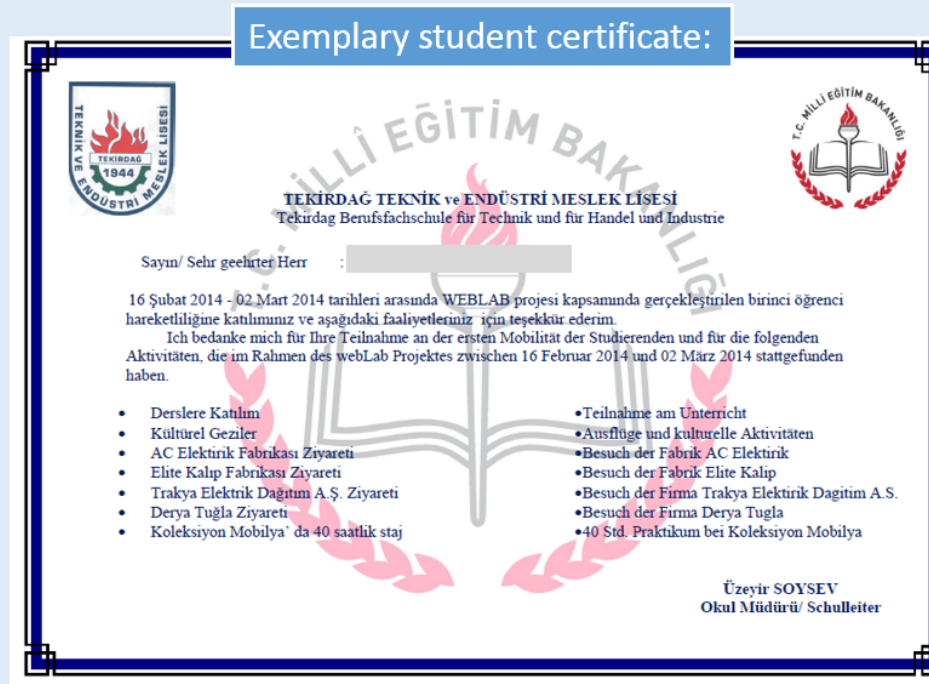 Exemplary student certificate:
TEKNİK VE ENDÜSTRİ MESLEK LİSESİ
TEKİRDAĞ
1944
T.C. MİLLİ EĞİTİM BAKANLIĞI
T.C. MİLLÎ EĞİTİM BAKANLIĞI
TEKİRDAĞ TEKNİK ve ENDÜSTRİ MESLEK LİSESİ
Tekirdag Berufsfachschule für Technik und für Handel und Industrie
Sayın/ Sehr geehrter Herr :
16 Şubat 2014 - 02 Mart 2014 tarihleri arasında WEBLAB projesi kapsamında gerçekleştirilen birinci öğrenci
hareketliliğine katılımınız ve aşağıdaki faaliyetleriniz için teşekkür ederim.
Ich bedanke mich für Ihre Teilnahme an der ersten Mobilität der Studierenden und für die folgenden
Aktivitäten, die im Rahmen des webLab Projektes zwischen 16 Februar 2014 und 02 März 2014 stattgefunden
haben.
• Derslere Katılım
• Kültürel Geziler
• AC Elektirik Fabrikası Ziyareti
• Elite Kalıp Fabrikası Ziyareti
• Trakya Elektrik Dağıtım A.Ş. Ziyareti
• Derya Tuğla Ziyareti
• Koleksiyon Mobilya' da 40 saatlik staj
•Teilnahme am Unterricht
•Ausflüge und kulturelle Aktivitäten
•Besuch der Fabrik AC Elektirik
•Besuch der Fabrik Elite Kalip
•Besuch der Firma Trakya Elektirik Dagitim A.S.
•Besuch der Firma Derya Tugla
•40 Std. Praktikum bei Koleksiyon Mobilya
Üzeyir SOYSEV
Okul Müdürü/ Schulleiter